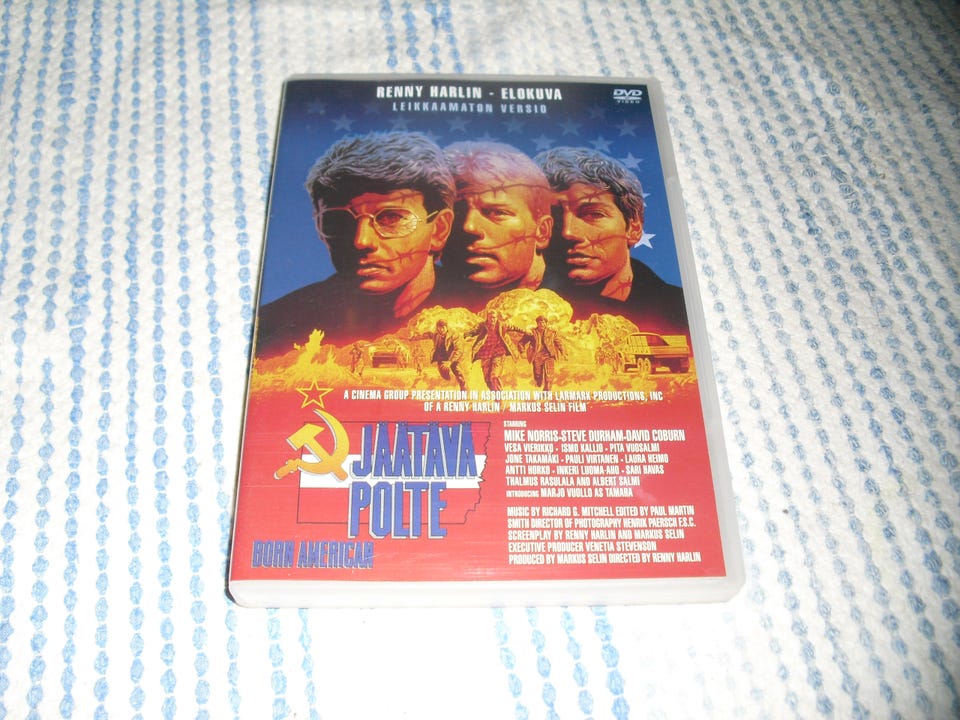 RENNY HARLIN - ELOKUVA
LEIKKAAMATON VERSIO
DVD
VIDEO
A CINEMA GROUP PRESENTATION IN ASSOCIATION WITH LARMARK PRODUCTIONS, INC
OF A RENNY HARLIN / MARKUS SELIN FILM
JÄÄTÄVÄ
POLTE
BORN AMERICAN
STARRING
MIKE NORRIS-STEVE DURHAM-DAVID COBURN
VESA VIERIKKO - ISMO KALLIO - PITA VUOSALMI
JONE TAKAMÄKI - PAULI VIRTANEN - LAURA HEIMO
ANTTI HORKO - INKERI LUOMA-AHO - SARI HAVAS
THALMUS RASULALA AND ALBERT SALMI
INTRODUCING MARJO VUOLLO AS TAMARA
MUSIC BY RICHARD G. MITCHELL EDITED BY PAUL MARTIN
SMITH DIRECTOR OF PHOTOGRAPHY HENRIK PAERSCH F.S.C.
SCREENPLAY BY RENNY HARLIN AND MARKUS SELIN
EXECUTIVE PRODUCER VENETIA STEVENSON
PRODUCED BY MARKUS SELIN DIRECTED BY RENNY HARLIN